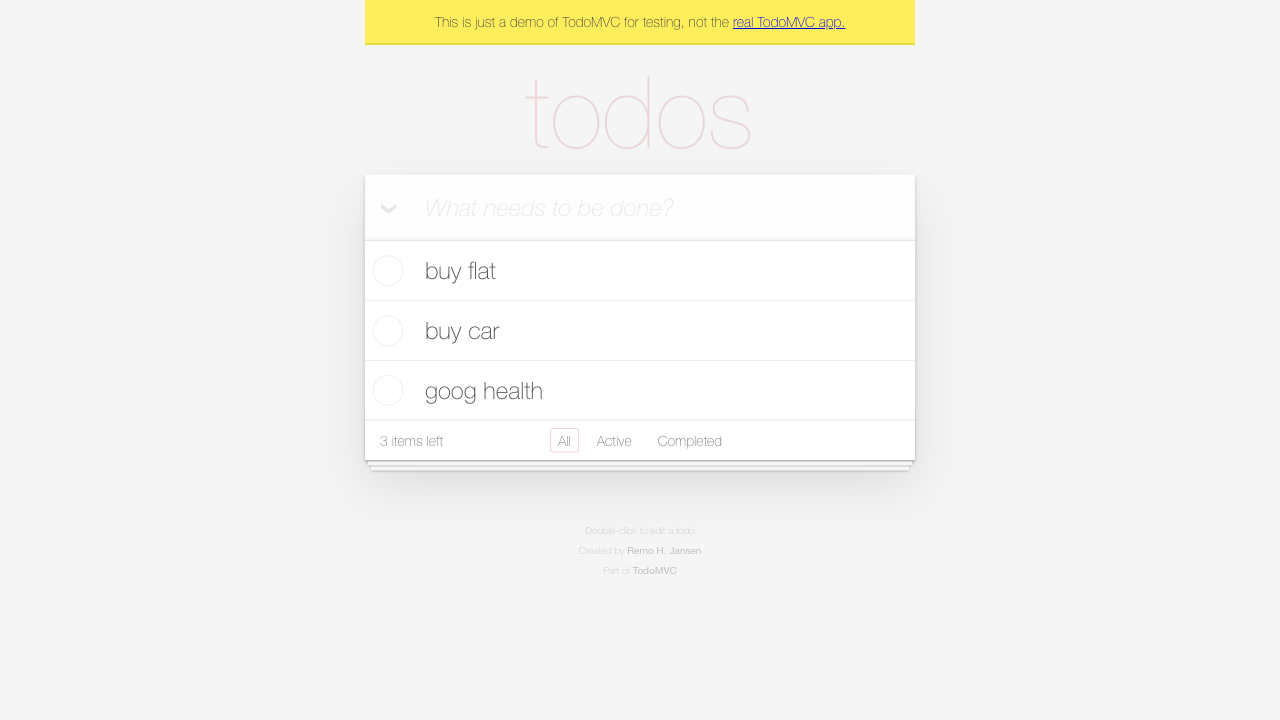 This is just a demo of TodoMVC for testing, not the real TodoMVC app.
todos
What needs to be done?
buy flat
buy car
goog health
3 items left All Active Completed
Double-click to edit a todo
Created by Remo H. Jansen
Part of TodoMVC